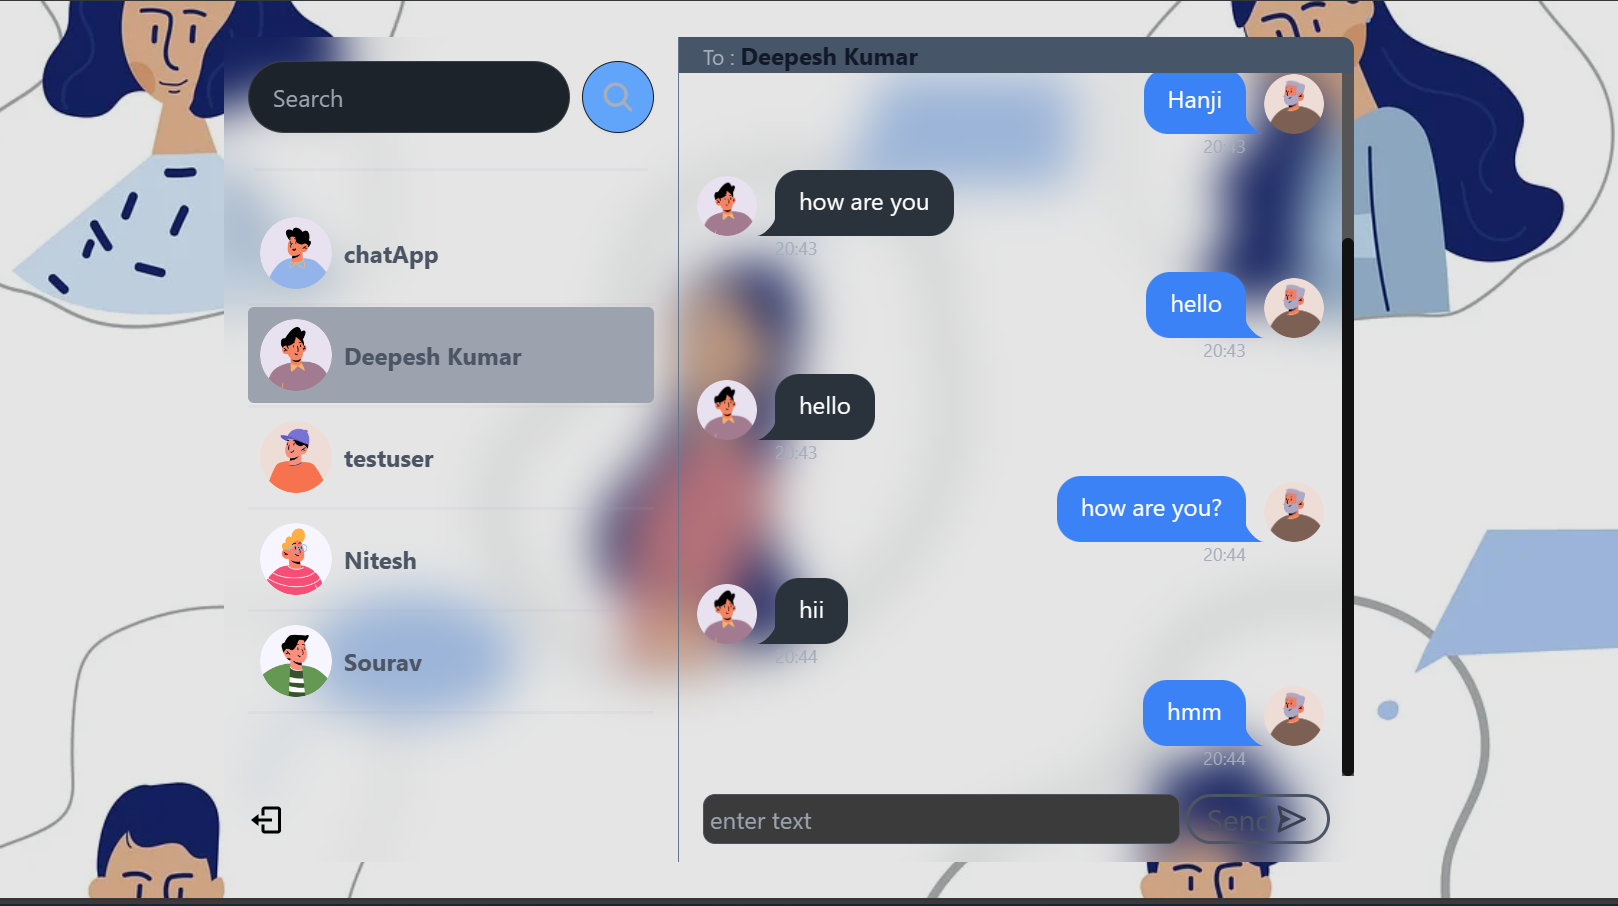 Search
chatApp
Deepesh Kumar
testuser
Nitesh
Sourav
To : Deepesh Kumar
Hanji
20:43
how are you
20:43
hello
20:43
hello
20:43
how are you?
20:44
hii
20:44
hmm
20:44
enter text
Send